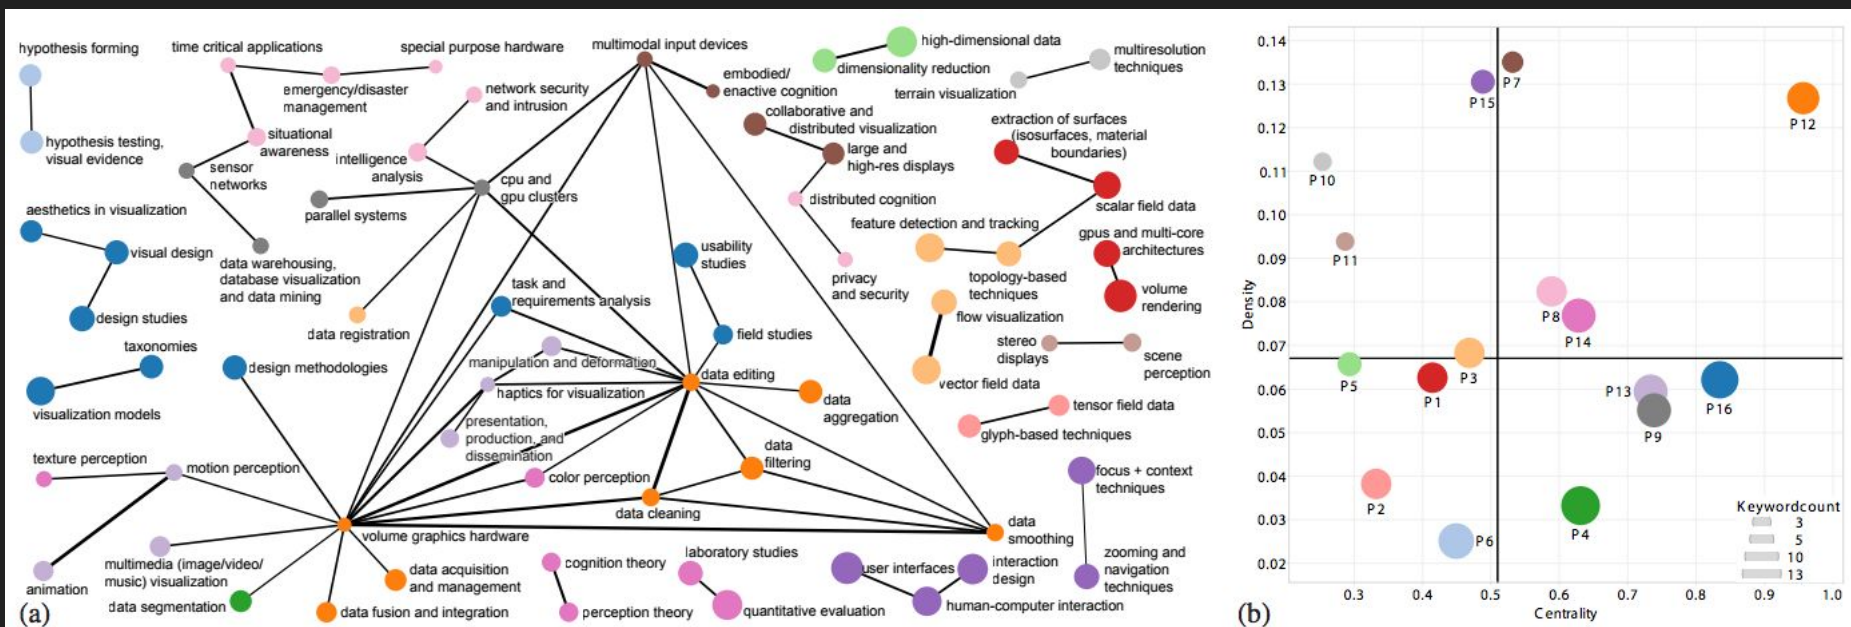 hypothesis forming
time critical applications
special purpose hardware
multimodal input devices
high-dimensional data
dimensionality reduction
multiresolution
techniques
terrain visualization
embodied/
enactive cognition
emergency/disaster
management
network security
and intrusion
hypothesis testing,
visual evidence
situational
awareness
collaborative and
distributed visualization
extraction of surfaces
(isosurfaces, material
boundaries)
sensor
networks
intelligence
analysis
large and
high-res displays
cpu and
gpu clusters
parallel systems
distributed cognition
scalar field data
aesthetics in visualization
feature detection and tracking
visual design
gpus and multi-core
architectures
usability
studies
data warehousing,
database visualization
and data mining
privacy
and security
topology-based
techniques
task and
requirements analysis
volume
rendering
design studies
flow visualization
data registration
field studies
stereo
displays
scene
perception
taxonomies
manipulation and deformation
design methodologies
data editing
vector field data
haptics for visualization
visualization models
data
aggregation
tensor field data
glyph-based techniques
presentation,
production, and
dissemination
texture perception
motion perception
data
filtering
color perception
focus + context
techniques
data cleaning
volume graphics hardware
data
smoothing
multimedia (image/video/
music) visualization
animation
data acquisition
and management
cognition theory
laboratory studies
user interfaces
interaction
design
zooming and
navigation
techniques
data segmentation
data fusion and integration
perception theory
quantitative evaluation
human-computer interaction
(a)
0.14
0.13
0.12
0.11
0.10
0.09
0.08
0.07
0.06
0.05
0.04
0.03
0.02
Density
P7
P15
P12
P10
P11
P8
P14
P3
P5
P1
P13
P16
P9
P2
P4
P6
Keywordcount
3
5
10
13
0.3
0.4
0.5
0.6
0.7
0.8
0.9
1.0
Centrality
(b)